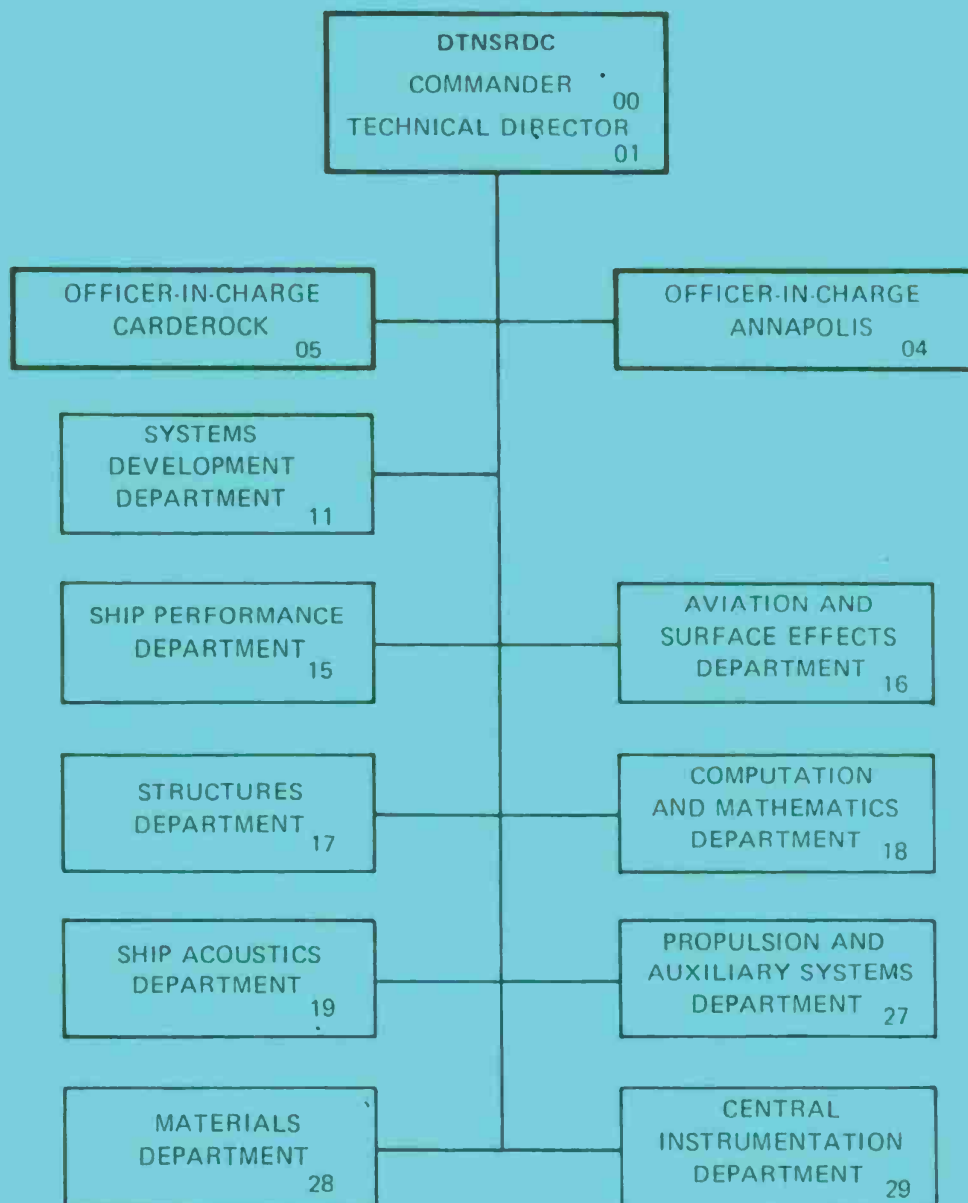 DTNSRDC
COMMANDER
00
TECHNICAL DIRECTOR
01
OFFICER-IN-CHARGE
CARDEROCK
05
OFFICER-IN-CHARGE
ANNAPOLIS
04
SYSTEMS
DEVELOPMENT
DEPARTMENT
11
SHIP PERFORMANCE
DEPARTMENT
15
AVIATION AND
SURFACE EFFECTS
DEPARTMENT
16
STRUCTURES
DEPARTMENT
17
COMPUTATION
AND MATHEMATICS
DEPARTMENT
18
SHIP ACOUSTICS
DEPARTMENT
19
PROPULSION AND
AUXILIARY SYSTEMS
DEPARTMENT
27
MATERIALS
DEPARTMENT
28
CENTRAL
INSTRUMENTATION
DEPARTMENT
29